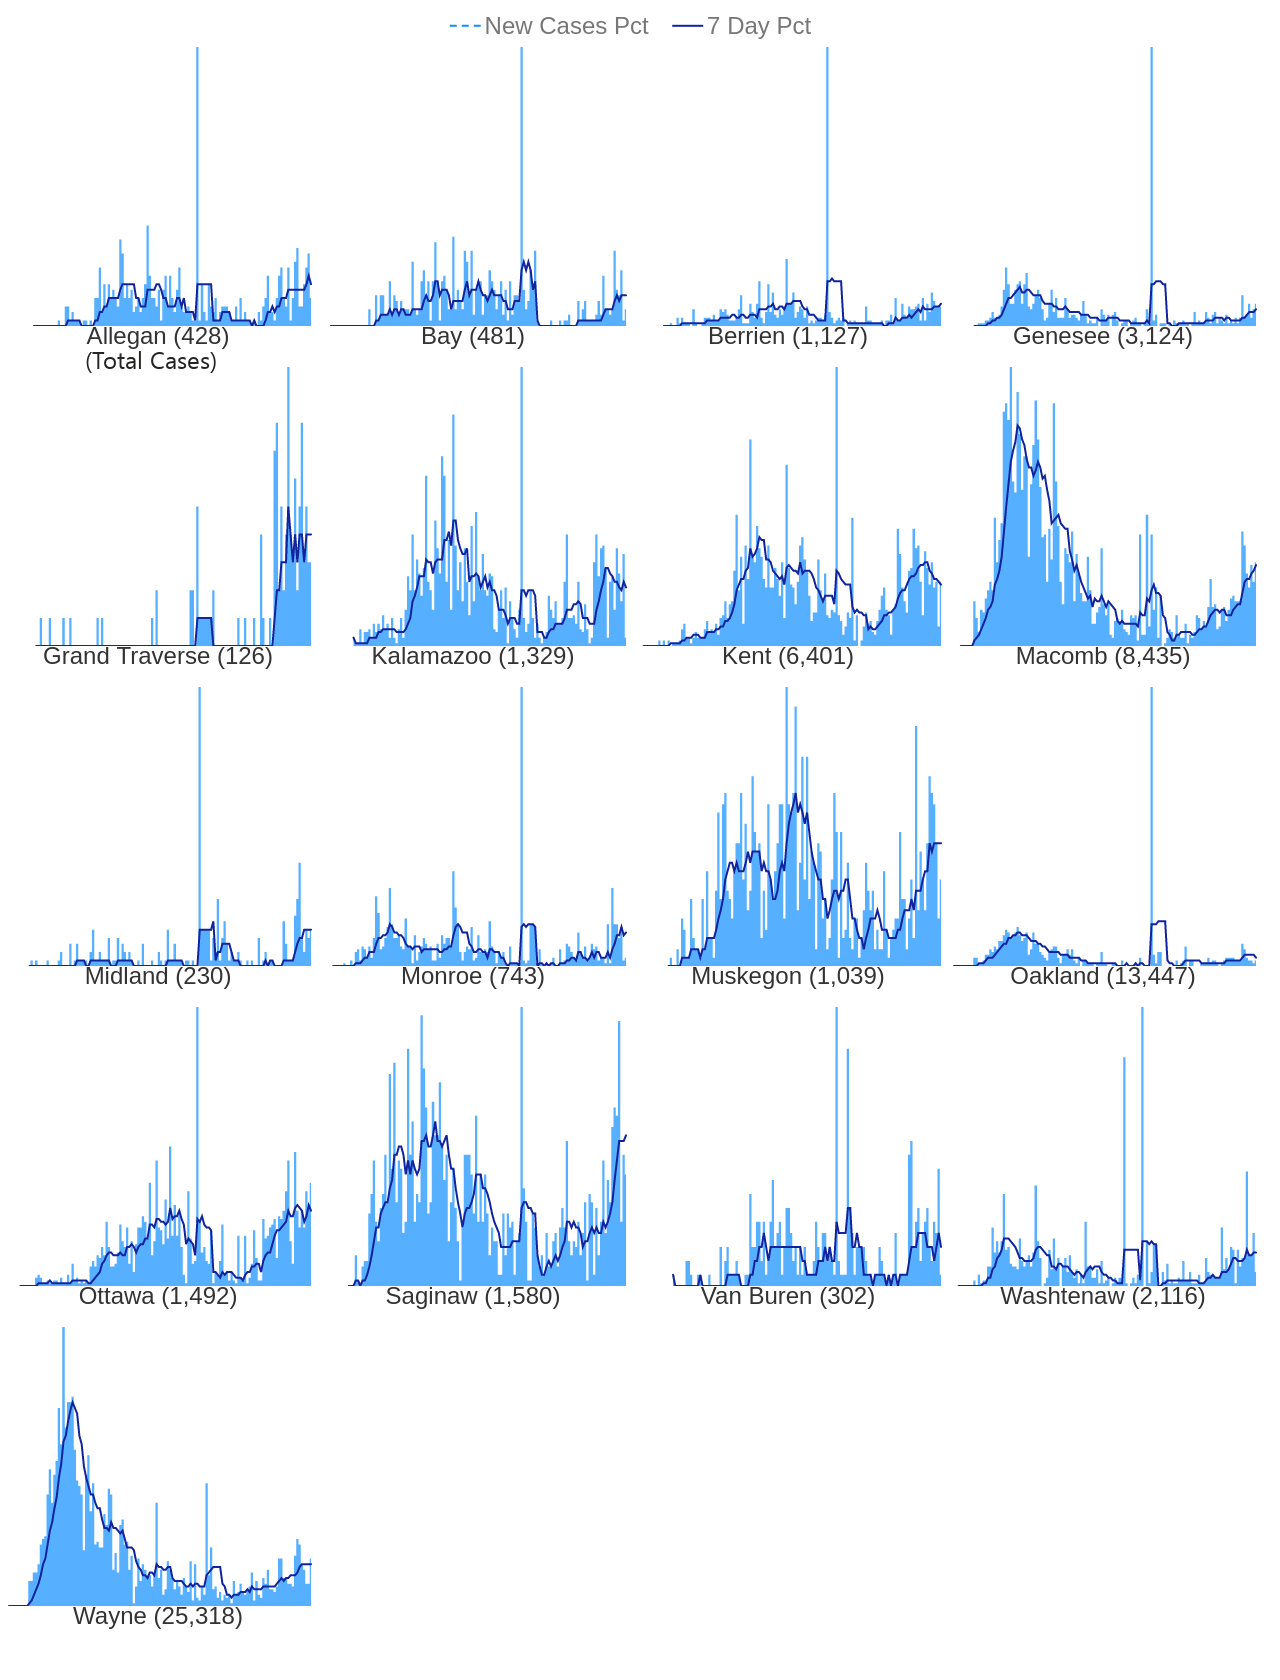 New Cases Pct 7 Day Pct
Allegan (428) Bay (481) Berrien (1,127) Genesee (3,124)
(Total Cases)
Grand Traverse (126) Kalamazoo (1,329) Kent (6,401) Macomb (8,435)
Midland (230) Monroe (743) Muskegon (1,039) Oakland (13,447)
Ottawa (1,492) Saginaw (1,580) Van Buren (302) Washtenaw (2,116)
Wayne (25,318)